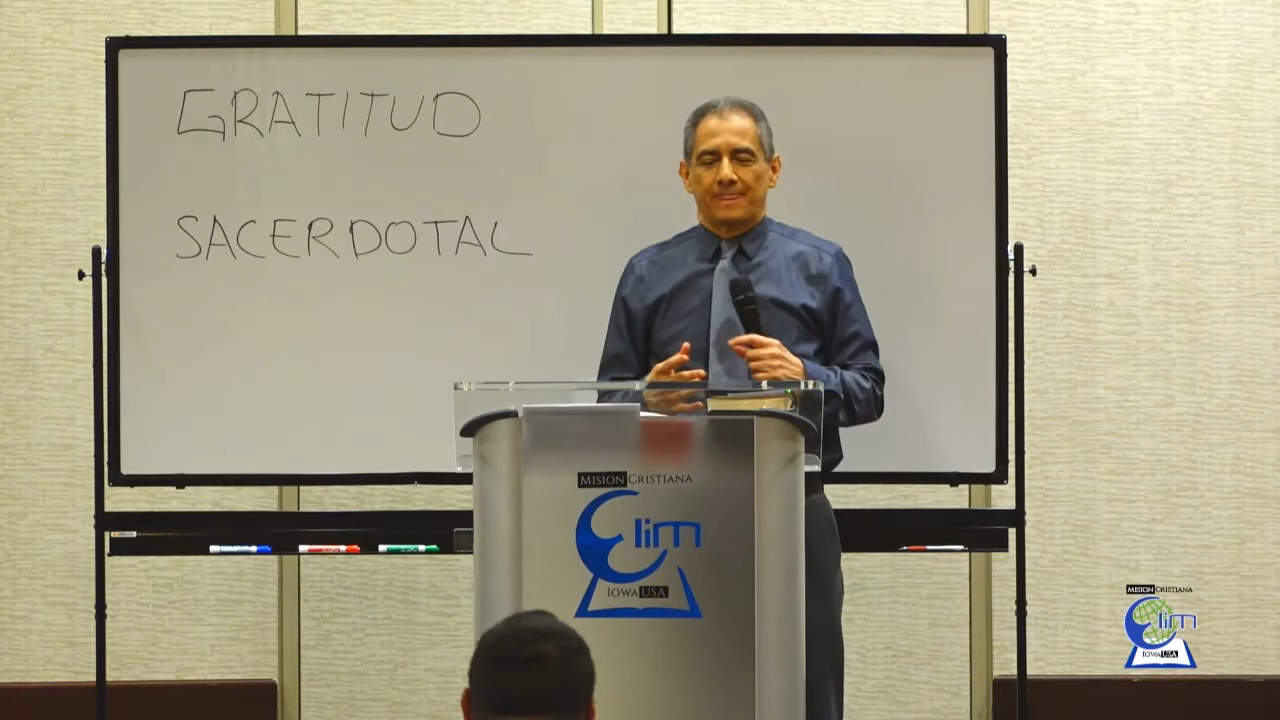 GRATITUD
SACERDOTAL
MISION CRISTIANA
Elim
IOWA USA
MISION CRISTIANA
Elim
IOWA USA